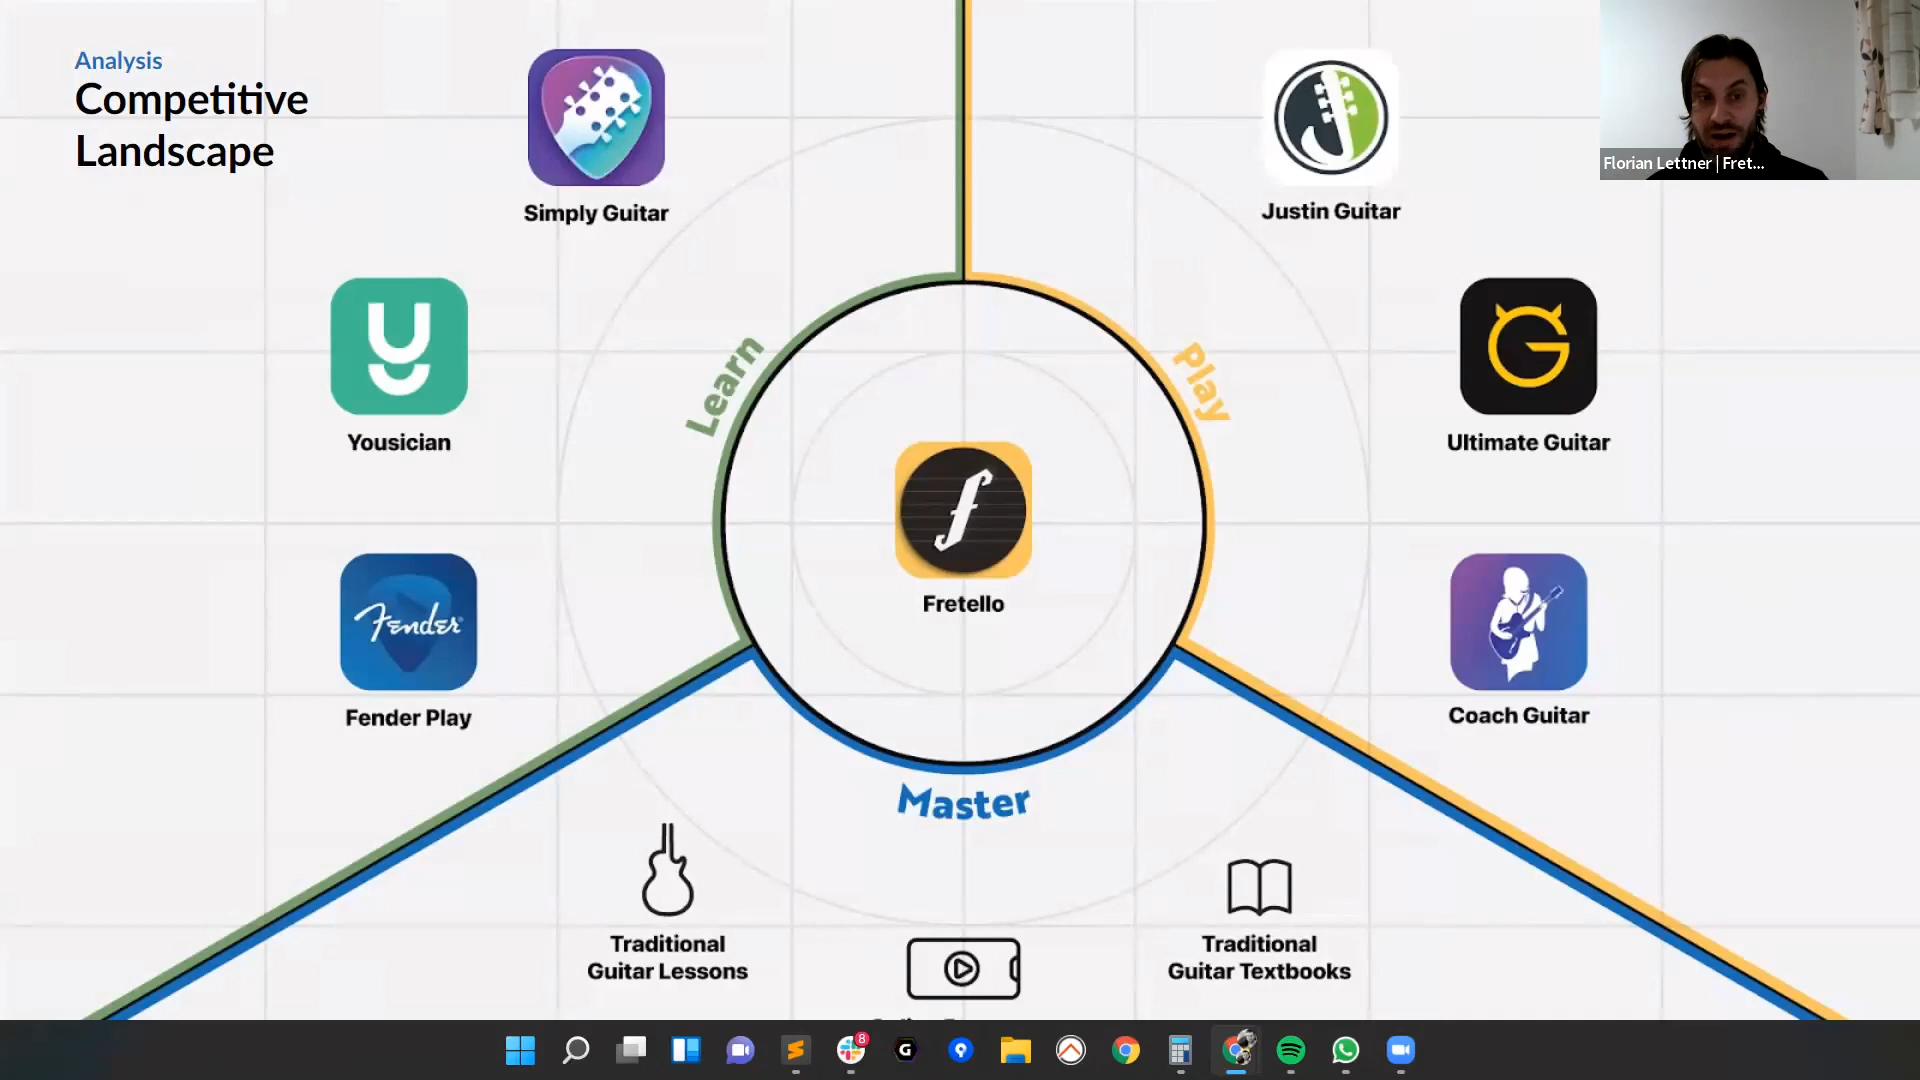 Analysis
Competitive
Landscape
Simply Guitar
Justin Guitar
Florian Lettner | Fret...
Yousician
Learn
Play
G
Ultimate Guitar
Fender
Fender Play
f
Fretello
Coach Guitar
Master
Traditional
Guitar Lessons
Traditional
Guitar Textbooks
8